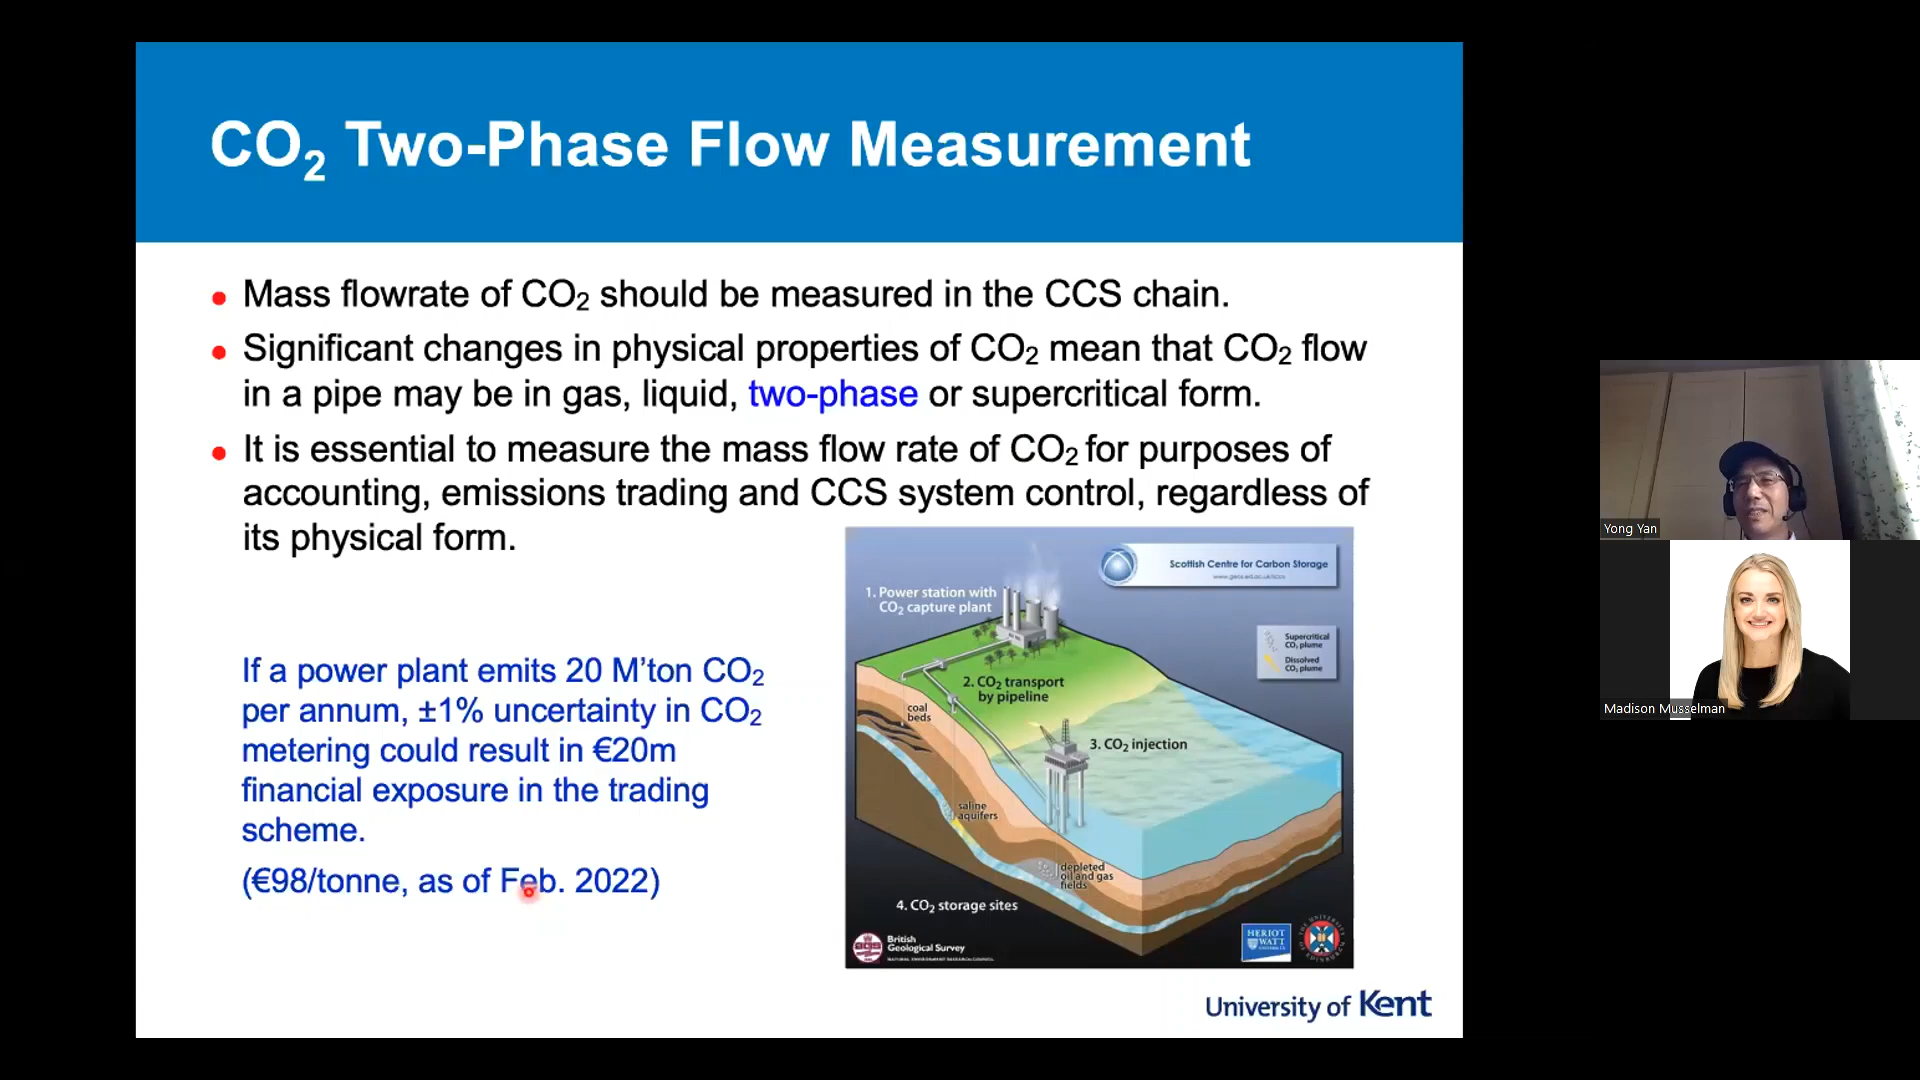 CO₂ Two-Phase Flow Measurement
• Mass flowrate of CO₂ should be measured in the CCS chain.
• Significant changes in physical properties of CO₂ mean that CO₂ flow
in a pipe may be in gas, liquid, two-phase or supercritical form.
• It is essential to measure the mass flow rate of CO₂ for purposes of
accounting, emissions trading and CCS system control, regardless of
its physical form.
If a power plant emits 20 M’ton CO₂
per annum, ±1% uncertainty in CO₂
metering could result in €20m
financial exposure in the trading
scheme.
(€98/tonne, as of Feb. 2022)
Scottish Centre for Carbon Storage
1. Power station with
CO₂ capture plant
Supercritical
CO₂ plume
Dissolved
CO₂ plume
2. CO₂ transport
by pipeline
coal
beds
3. CO₂ injection
saline
aquifers
depleted
oil and gas
fields
4. CO₂ storage sites
British
Geological Survey
NATURAL ENVIRONMENT RESEARCH COUNCIL
HERIOT
WATT
UNIVERSITY
University of Kent
Yong Yan
Madison Musselman